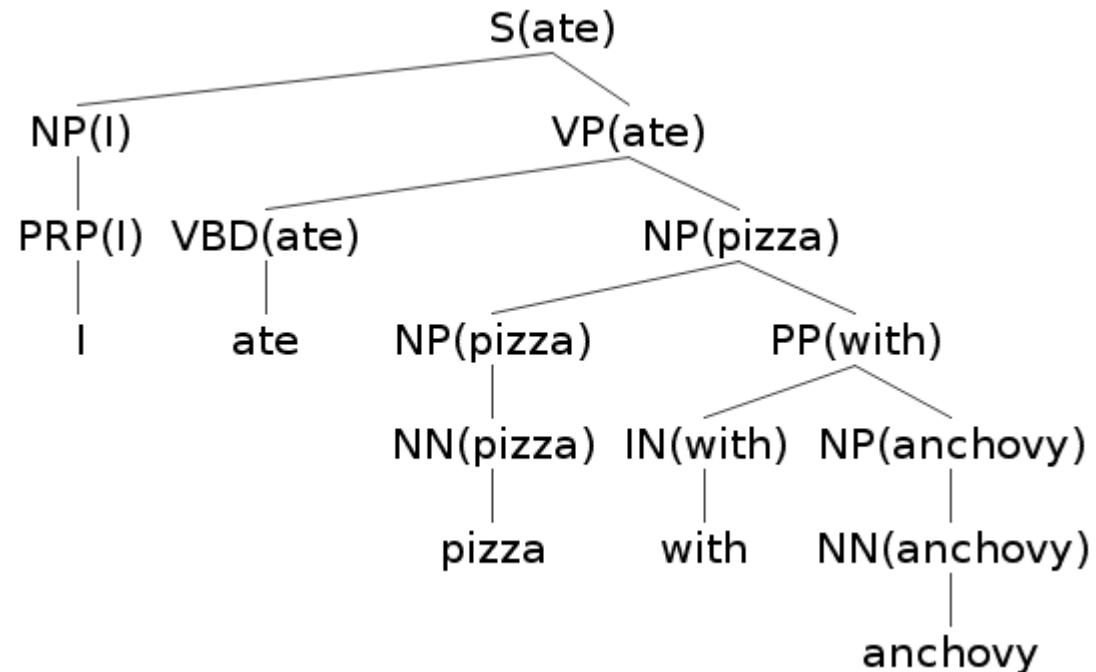 S(ate)
NP(I) VP(ate)
PRP(I) VBD(ate) NP(pizza)
I ate NP(pizza) PP(with)
NN(pizza) IN(with) NP(anchovy)
pizza with NN(anchovy)
anchovy